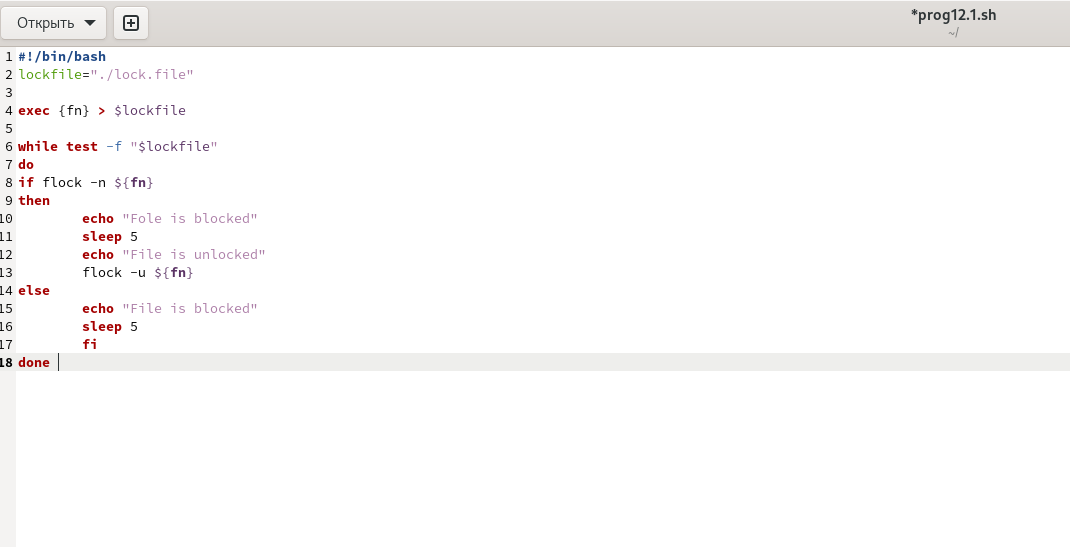 Открыть
*prog12.1.sh
~/
1 #!/bin/bash
2 lockfile="./lock.file"
3
4 exec {fn} > $lockfile
5
6 while test -f "$lockfile"
7 do
8 if flock -n ${fn}
9 then
10 echo "Fole is blocked"
11 sleep 5
12 echo "File is unlocked"
13 flock -u ${fn}
14 else
15 echo "File is blocked"
16 sleep 5
17 fi
18 done